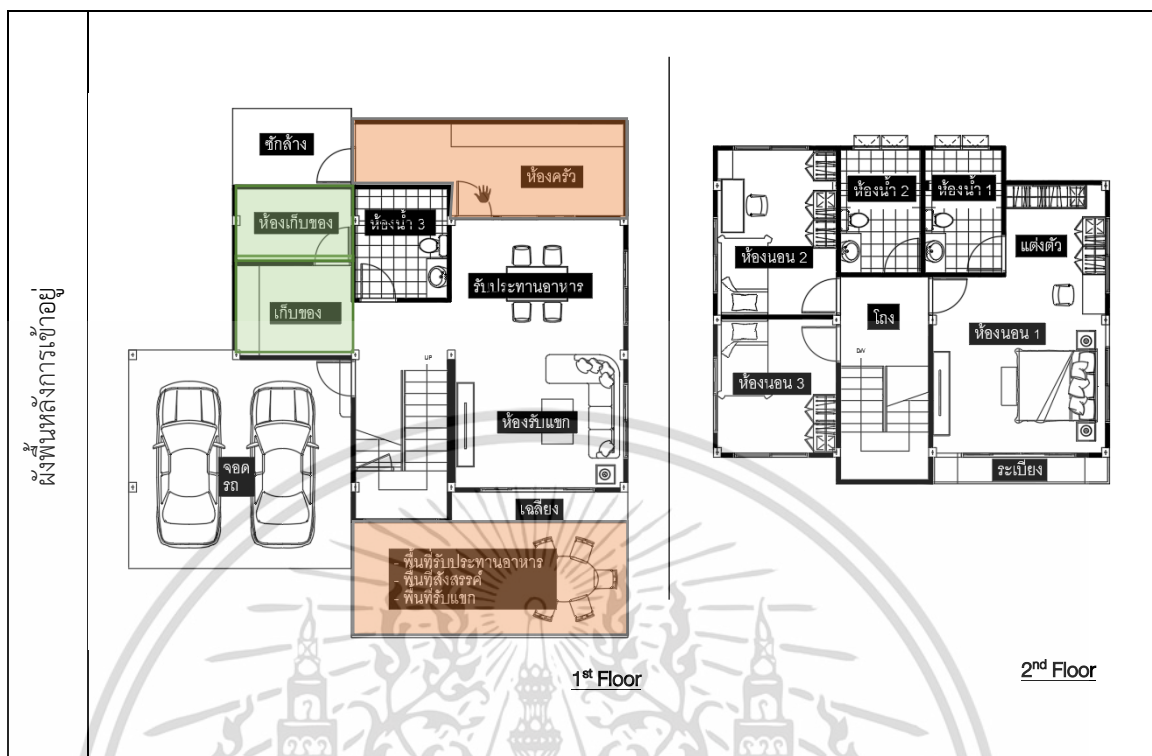 ผังพื้นหลังการเข้าอยู่
ซักล้าง
ห้องครัว
ห้องเก็บของ
ห้องน้ำ 3
รับประทานอาหาร
เก็บของ
UP
ห้องรับแขก
จอด
รถ
เฉลียง
- พื้นที่รับประทานอาหาร
- พื้นที่สังสรรค์
- พื้นที่รับแขก
1st Floor
ห้องน้ำ 2
ห้องน้ำ 1
แต่งตัว
ห้องนอน 2
โถง
ห้องนอน 1
DN
ห้องนอน 3
ระเบียง
2nd Floor